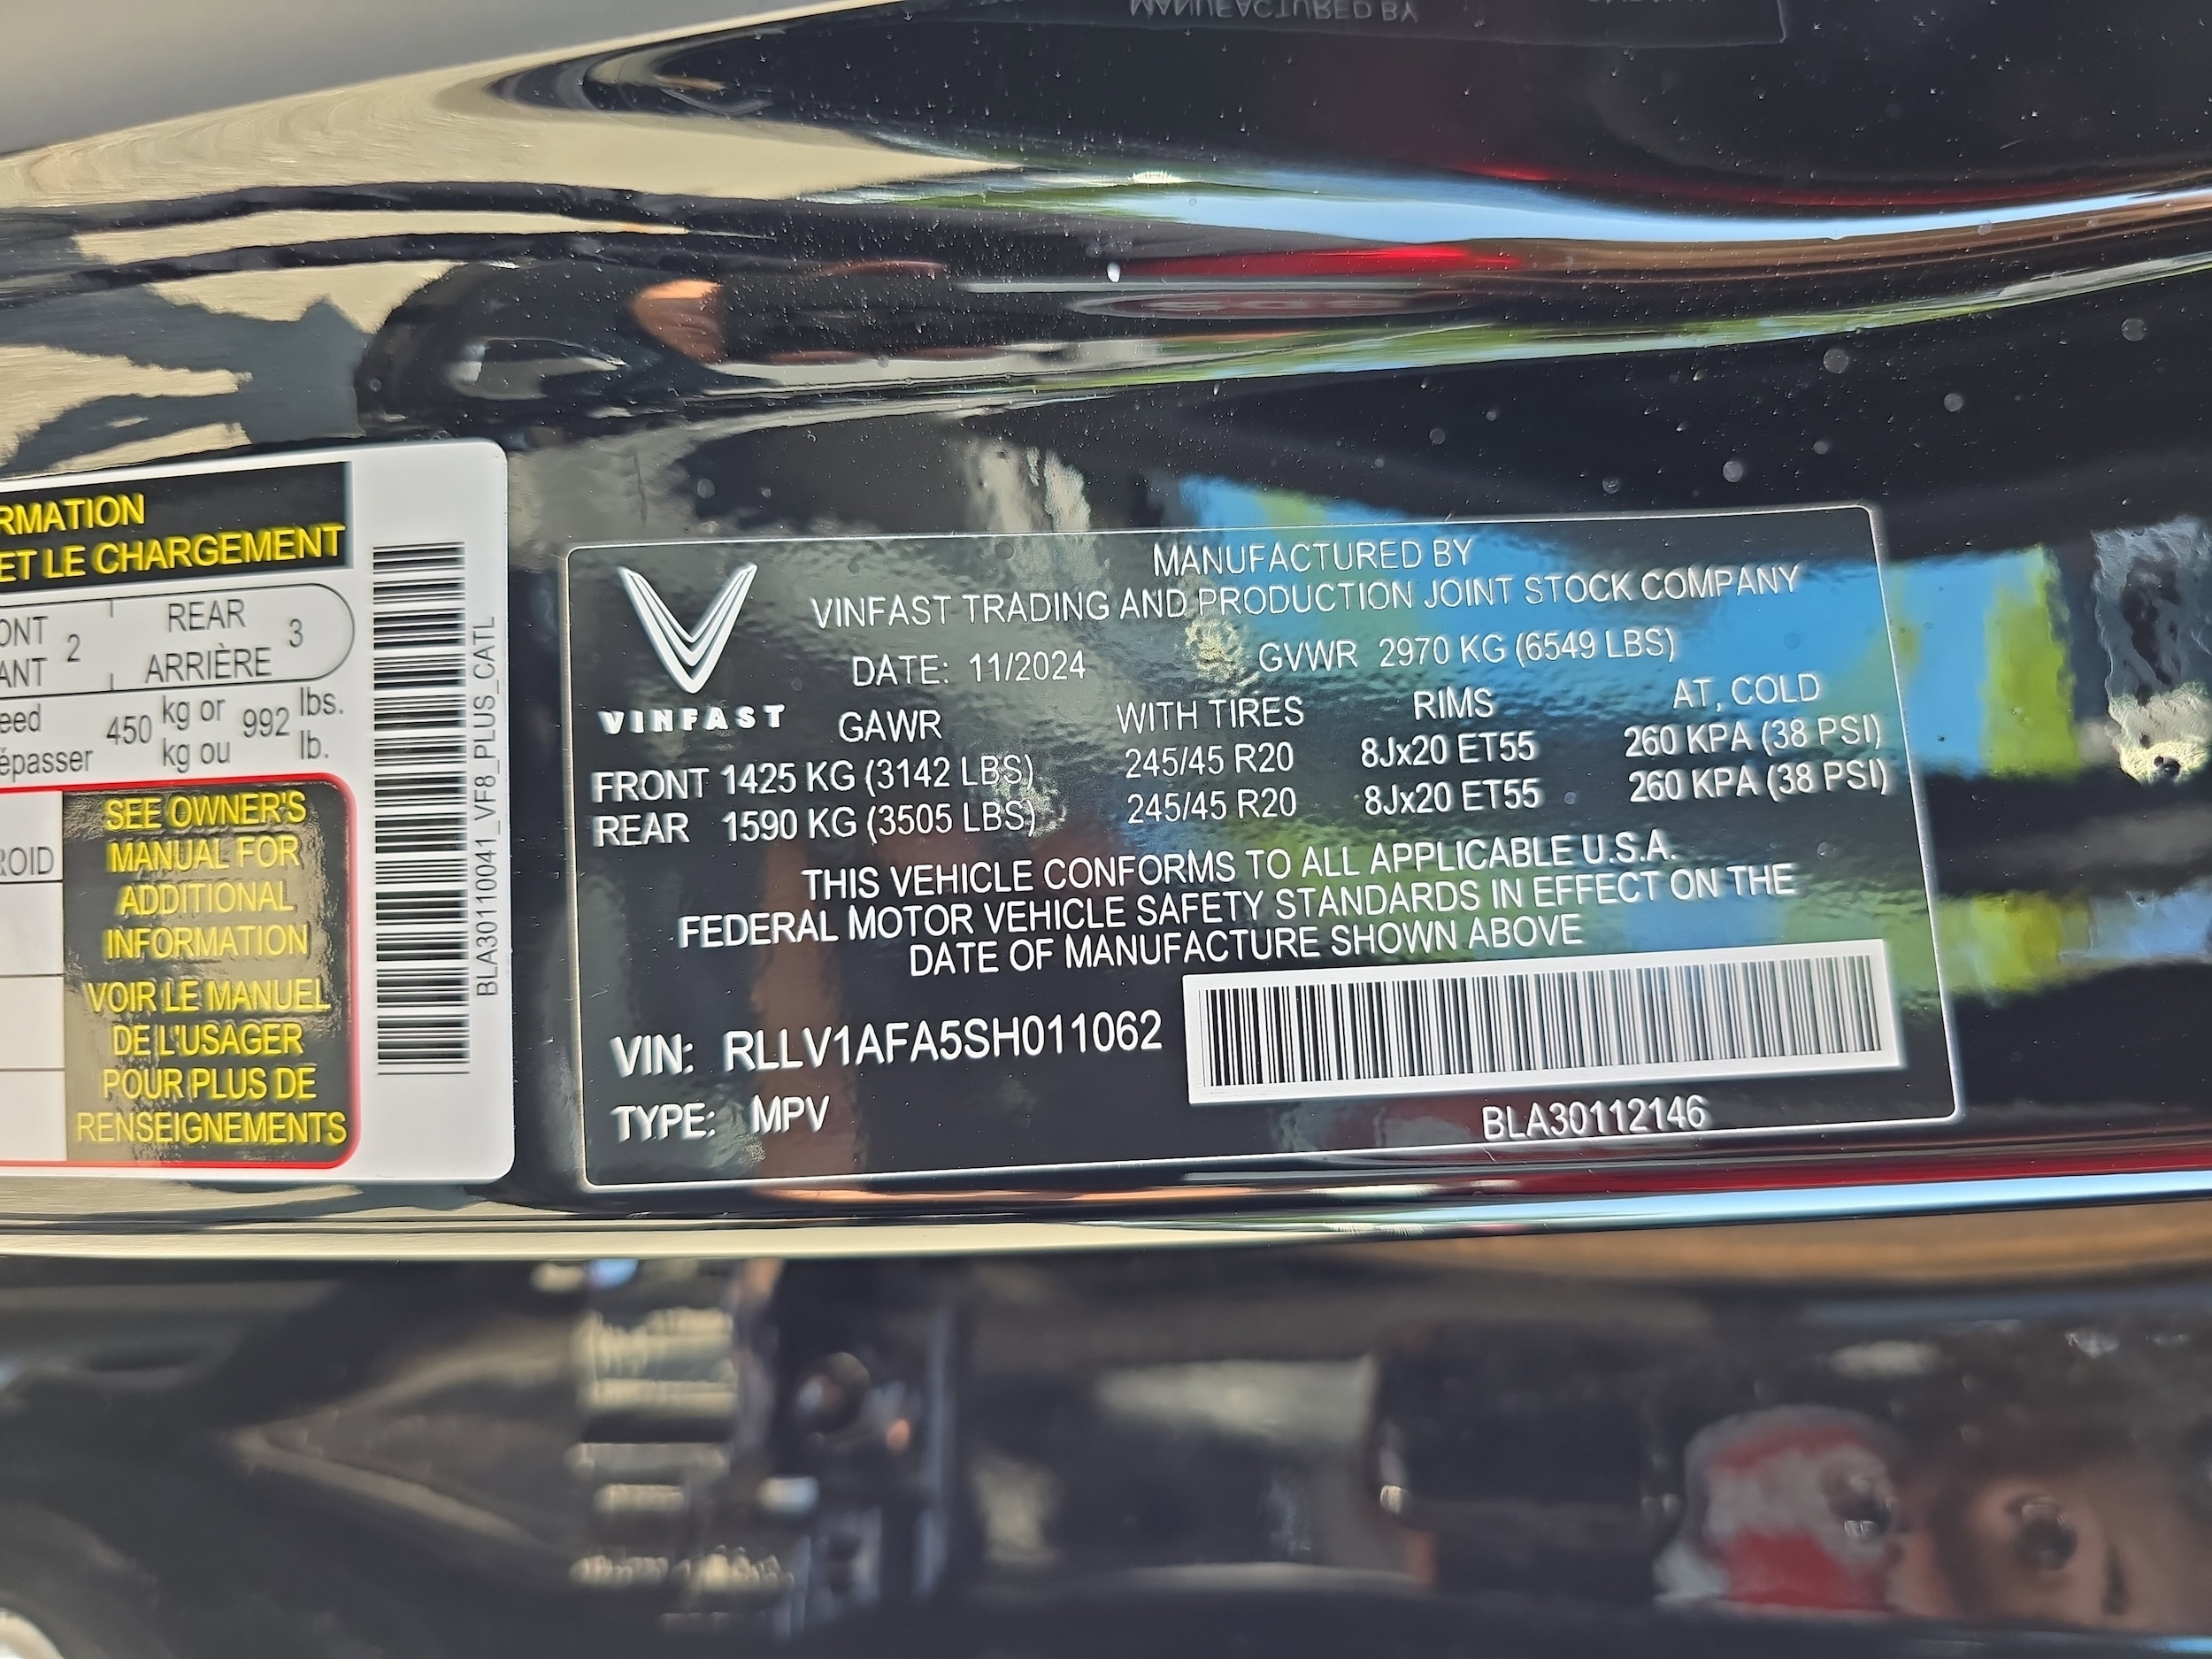 MANUFACTURED BY
RMATION
ET LE CHARGEMENT
ONT 2 REAR 3
ANT ARRIÈRE
eed 450 kg or 992 lbs.
épasser kg ou lb.
ROID
SEE OWNER'S
MANUAL FOR
ADDITIONAL
INFORMATION
VOIR LE MANUEL
DE L'USAGER
POUR PLUS DE
RENSEIGNEMENTS
BLA30110041_VF8_PLUS_CATL
VINFAST
MANUFACTURED BY
VINFAST TRADING AND PRODUCTION JOINT STOCK COMPANY
DATE: 11/2024 GVWR 2970 KG (6549 LBS)
GAWR WITH TIRES RIMS AT, COLD
FRONT 1425 KG (3142 LBS) 245/45 R20 8Jx20 ET55 260 KPA (38 PSI)
REAR 1590 KG (3505 LBS) 245/45 R20 8Jx20 ET55 260 KPA (38 PSI)
THIS VEHICLE CONFORMS TO ALL APPLICABLE U.S.A.
FEDERAL MOTOR VEHICLE SAFETY STANDARDS IN EFFECT ON THE
DATE OF MANUFACTURE SHOWN ABOVE
VIN: RLLV1AFA5SH011062
TYPE: MPV
BLA30112146